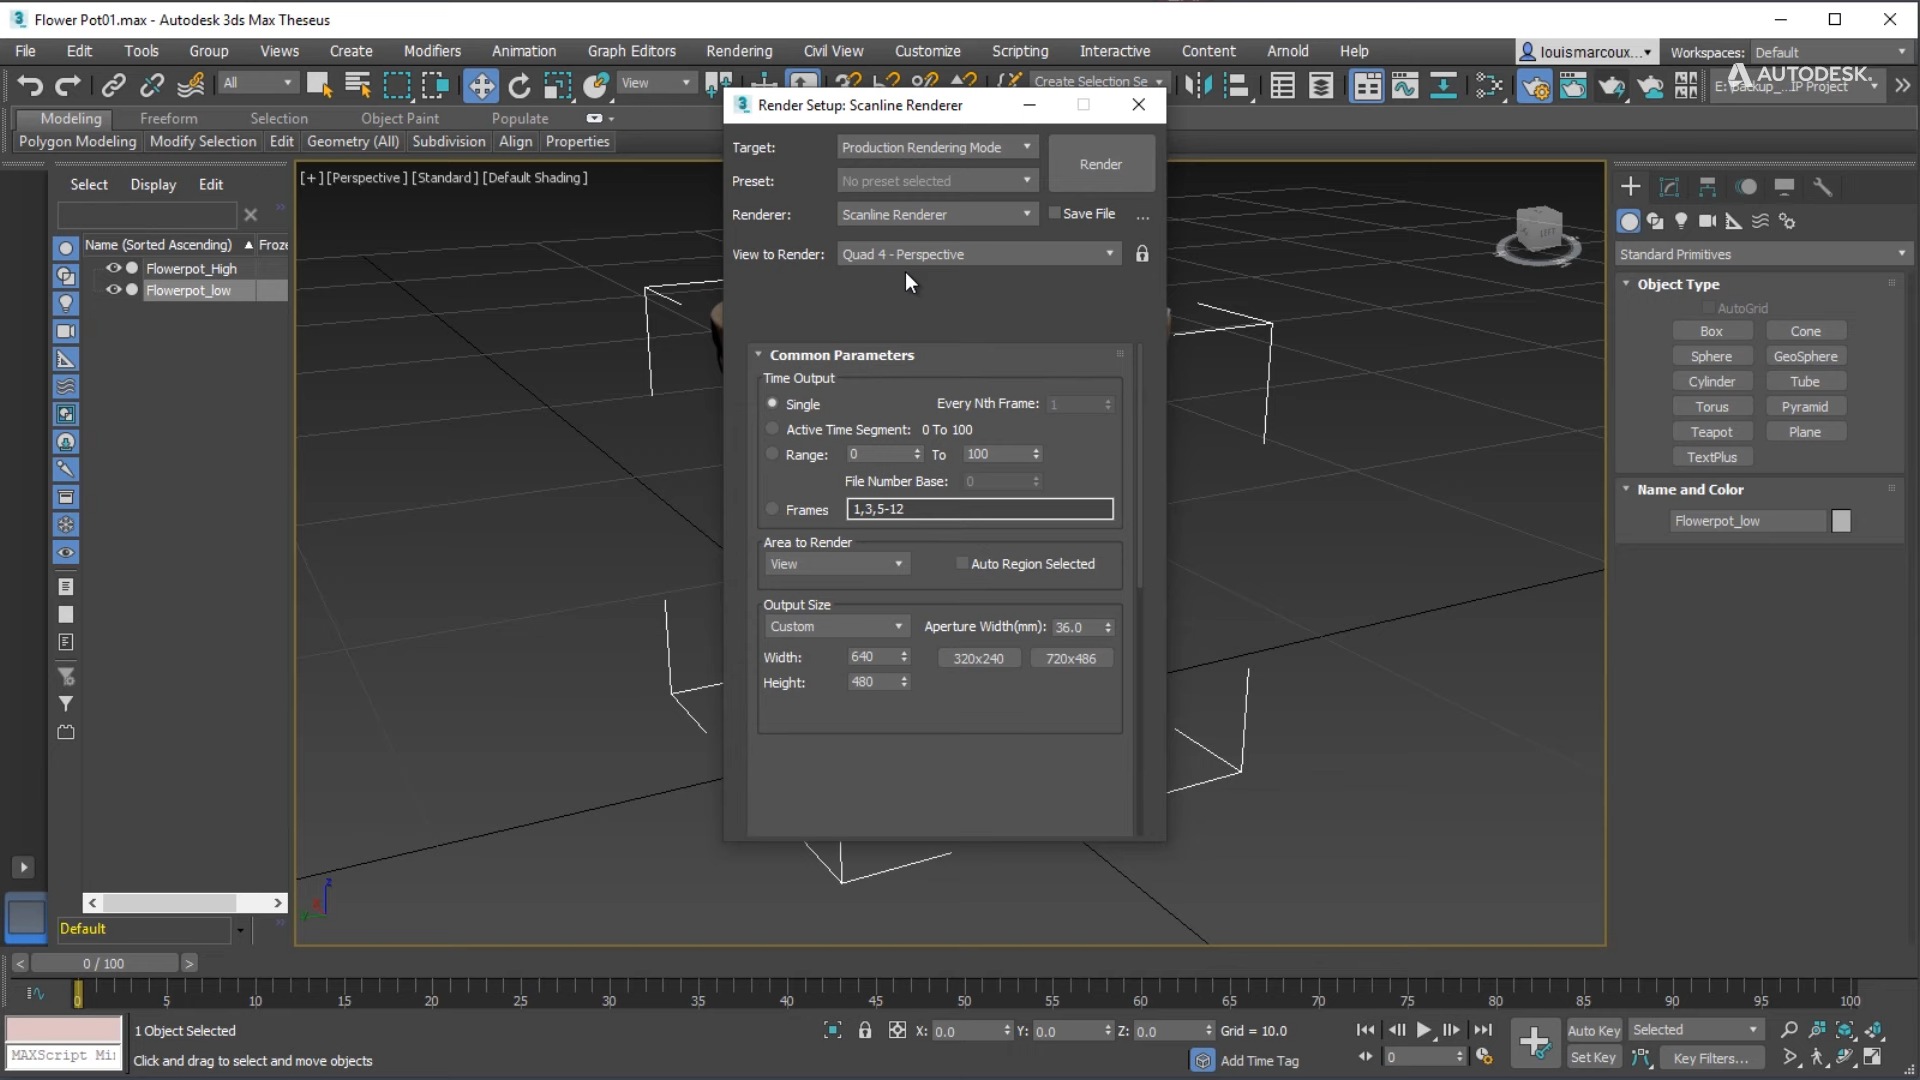 Flower Pot01.max - Autodesk 3ds Max Theseus
File Edit Tools Group Views Create Modifiers Animation Graph Editors Rendering Civil View Customize Scripting Interactive Content Arnold Help
louismarcoux... Workspaces: Default
All View Create Selection Se
AUTODESK.
Modeling Freeform Selection Object Paint Populate
Polygon Modeling Modify Selection Edit Geometry (All) Subdivision Align Properties
Select Display Edit
Name (Sorted Ascending) Froze
Flowerpot_High
Flowerpot_low
Default
[+] [Perspective] [Standard] [Default Shading]
LEFT
Render Setup: Scanline Renderer
Target: Production Rendering Mode
Render
Preset: No preset selected
Renderer: Scanline Renderer Save File ...
View to Render: Quad 4 - Perspective
Common Parameters
Time Output
Single Every Nth Frame: 1
Active Time Segment: 0 To 100
Range: 0 To 100
File Number Base: 0
Frames 1,3,5-12
Area to Render
View Auto Region Selected
Output Size
Custom Aperture Width(mm): 36.0
Width: 640 320x240 720x486
Height: 480
Standard Primitives
Object Type
AutoGrid
Box Cone
Sphere GeoSphere
Cylinder Tube
Torus Pyramid
Teapot Plane
TextPlus
Name and Color
Flowerpot_low
< 0 / 100 >
0 5 10 15 20 25 30 35 40 45 50 55 60 65 70 75 80 85 90 95 100
1 Object Selected
X: 0.0 Y: 0.0 Z: 0.0 Grid = 10.0
Auto Key Selected
MAXScript Mi
Click and drag to select and move objects
Add Time Tag
0
Set Key Key Filters...